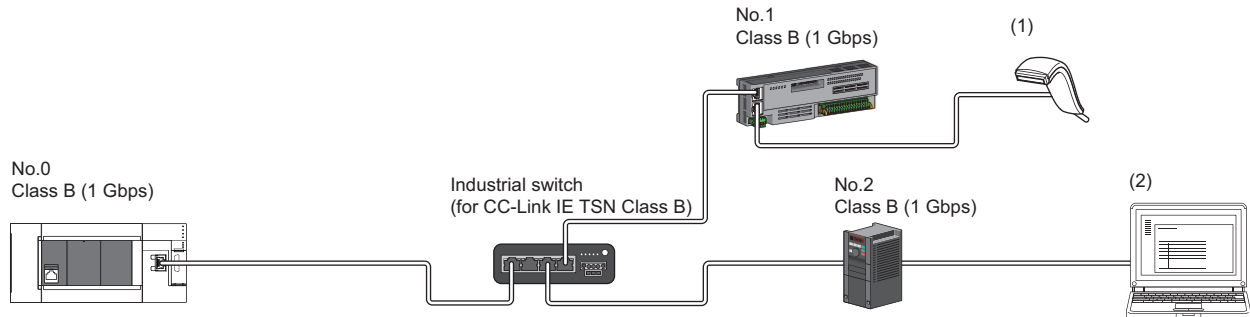 No.1
Class B (1 Gbps)
(1)
No.0
Class B (1 Gbps)
Industrial switch
(for CC-Link IE TSN Class B)
No.2
Class B (1 Gbps)
(2)